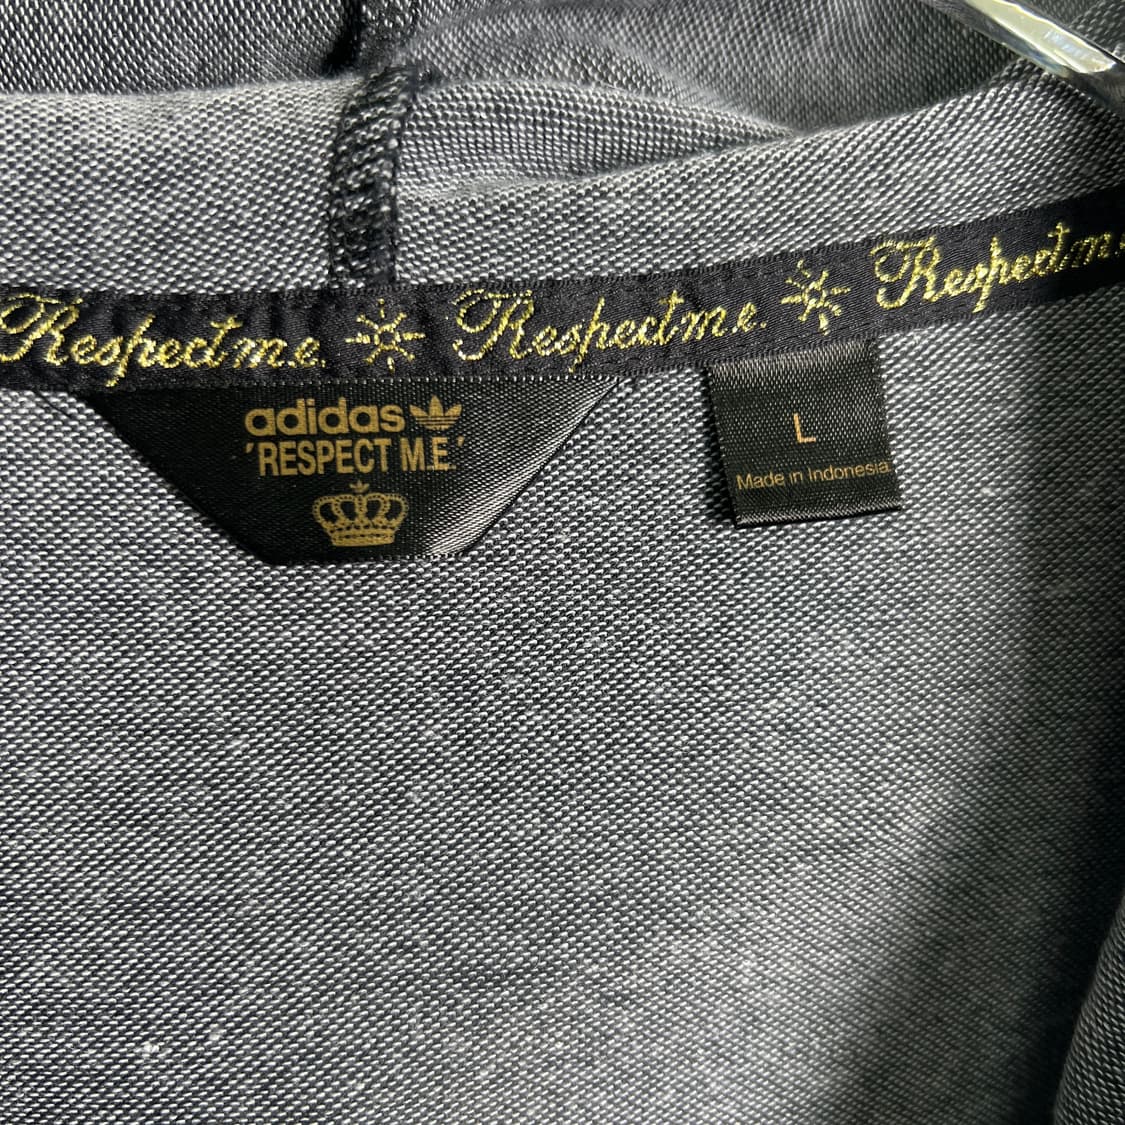 Respect m.e. Respect m.e. Respect m.e.
adidas
'RESPECT M.E.'
L
Made in Indonesia